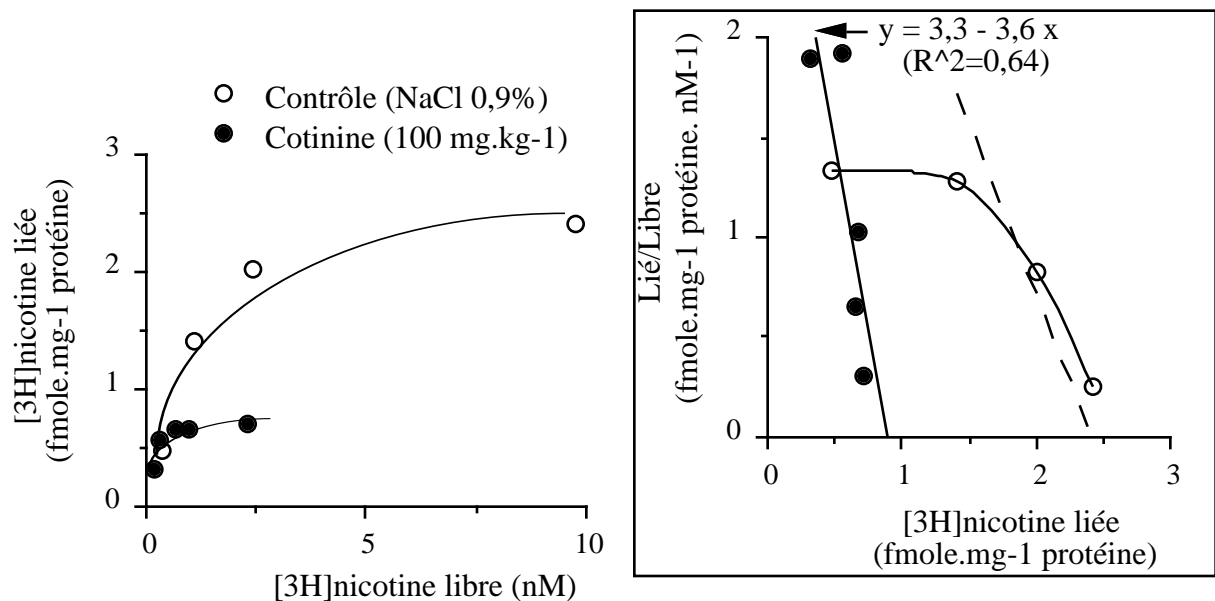 Contrôle (NaCl 0,9%)
Cotinine (100 mg.kg-1)
3
2
1
0
[3H]nicotine liée
(fmole.mg-1 protéine)
0
5
10
[3H]nicotine libre (nM)
y = 3,3 - 3,6 x
(R^2=0,64)
2
1
0
Lié/Libre
(fmole.mg-1 protéine. nM-1)
0
1
2
3
[3H]nicotine liée
(fmole.mg-1 protéine)